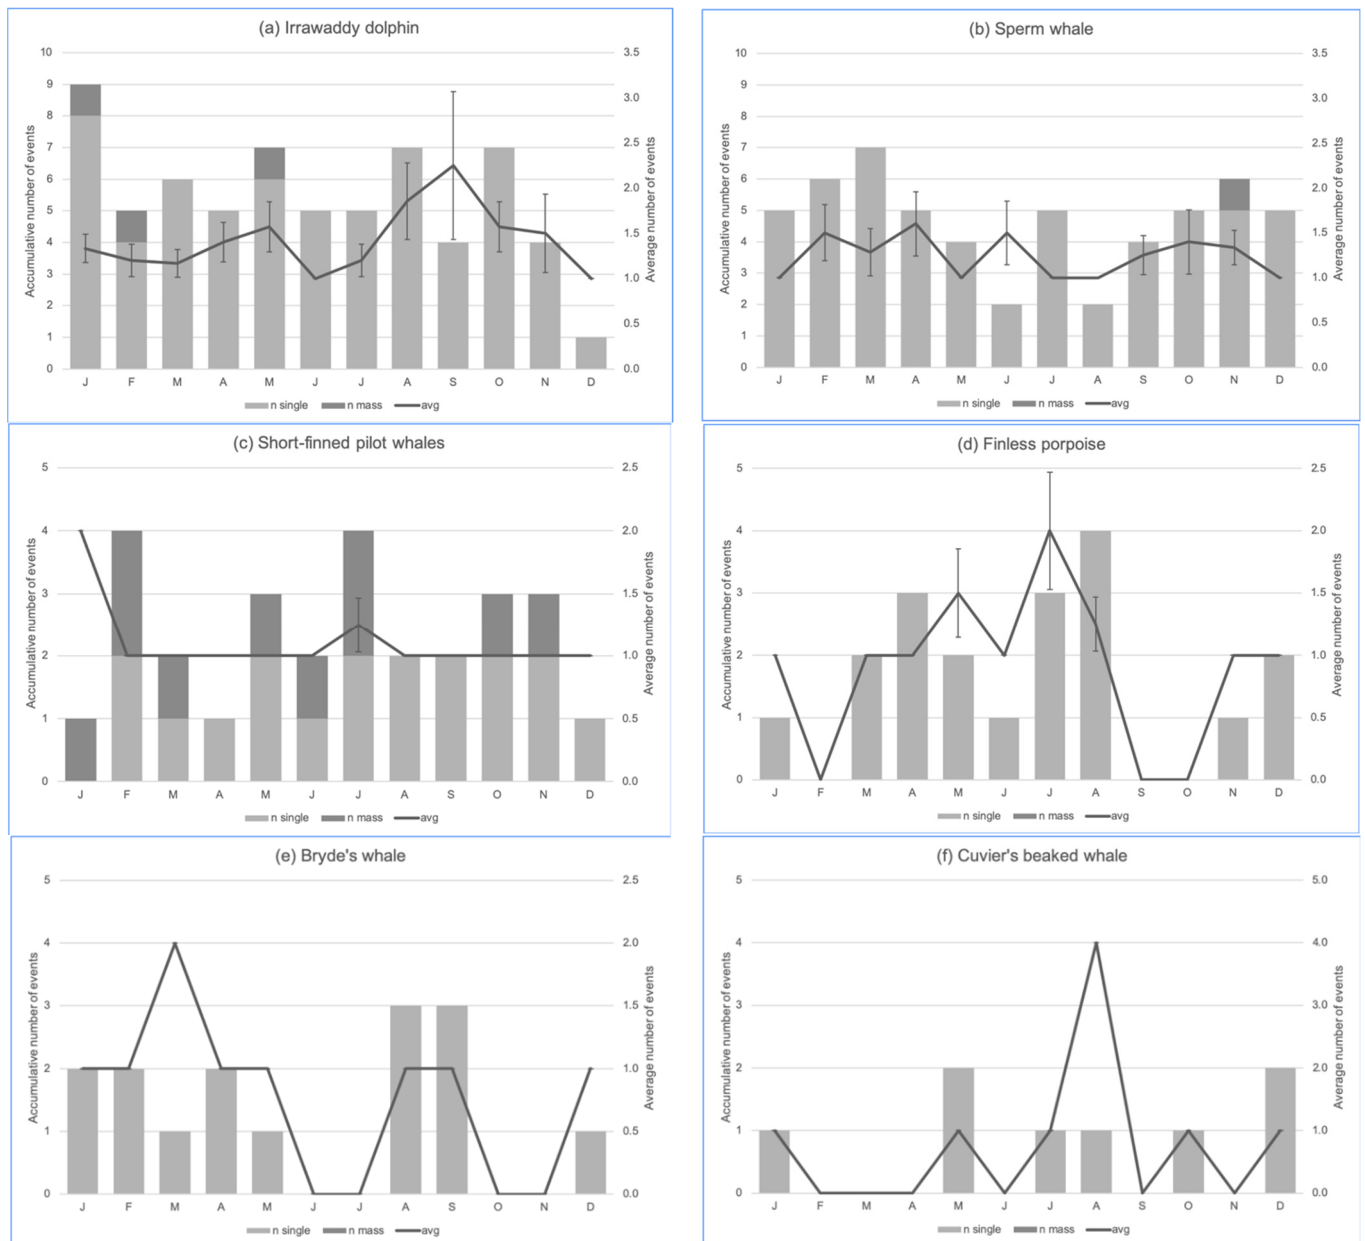 (a) Irrawaddy dolphin
10
9
8
7
6
5
4
3
2
1
0
Accumulative number of events
3.5
3.0
2.5
2.0
1.5
1.0
0.5
0.0
Average number of events
J F M A M J J A S O N D
n single n mass avg
(b) Sperm whale
10
9
8
7
6
5
4
3
2
1
0
Accumulative number of events
3.5
3.0
2.5
2.0
1.5
1.0
0.5
0.0
Average number of events
J F M A M J J A S O N D
n single n mass avg
(c) Short-finned pilot whales
5
4
3
2
1
0
Accumulative number of events
2.5
2.0
1.5
1.0
0.5
0.0
Average number of events
J F M A M J J A S O N D
n single n mass avg
(d) Finless porpoise
5
4
3
2
1
0
Accumulative number of events
2.5
2.0
1.5
1.0
0.5
0.0
Average number of events
J F M A M J J A S O N D
n single n mass avg
(e) Bryde's whale
5
4
3
2
1
0
Accumulative number of events
2.5
2.0
1.5
1.0
0.5
0.0
Average number of events
J F M A M J J A S O N D
n single n mass avg
(f) Cuvier's beaked whale
5
4
3
2
1
0
Accumulative number of events
5.0
4.0
3.0
2.0
1.0
0.0
Average number of events
J F M A M J J A S O N D
n single n mass avg